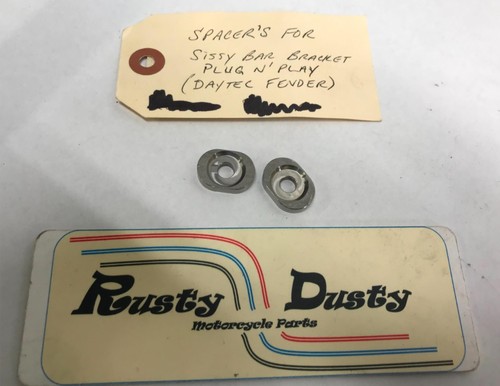 SPACER'S FOR
SISSY BAR BRACKET
PLUG N' PLAY
(DAYTEC FENDER)
Rusty Dusty
Motorcycle Parts